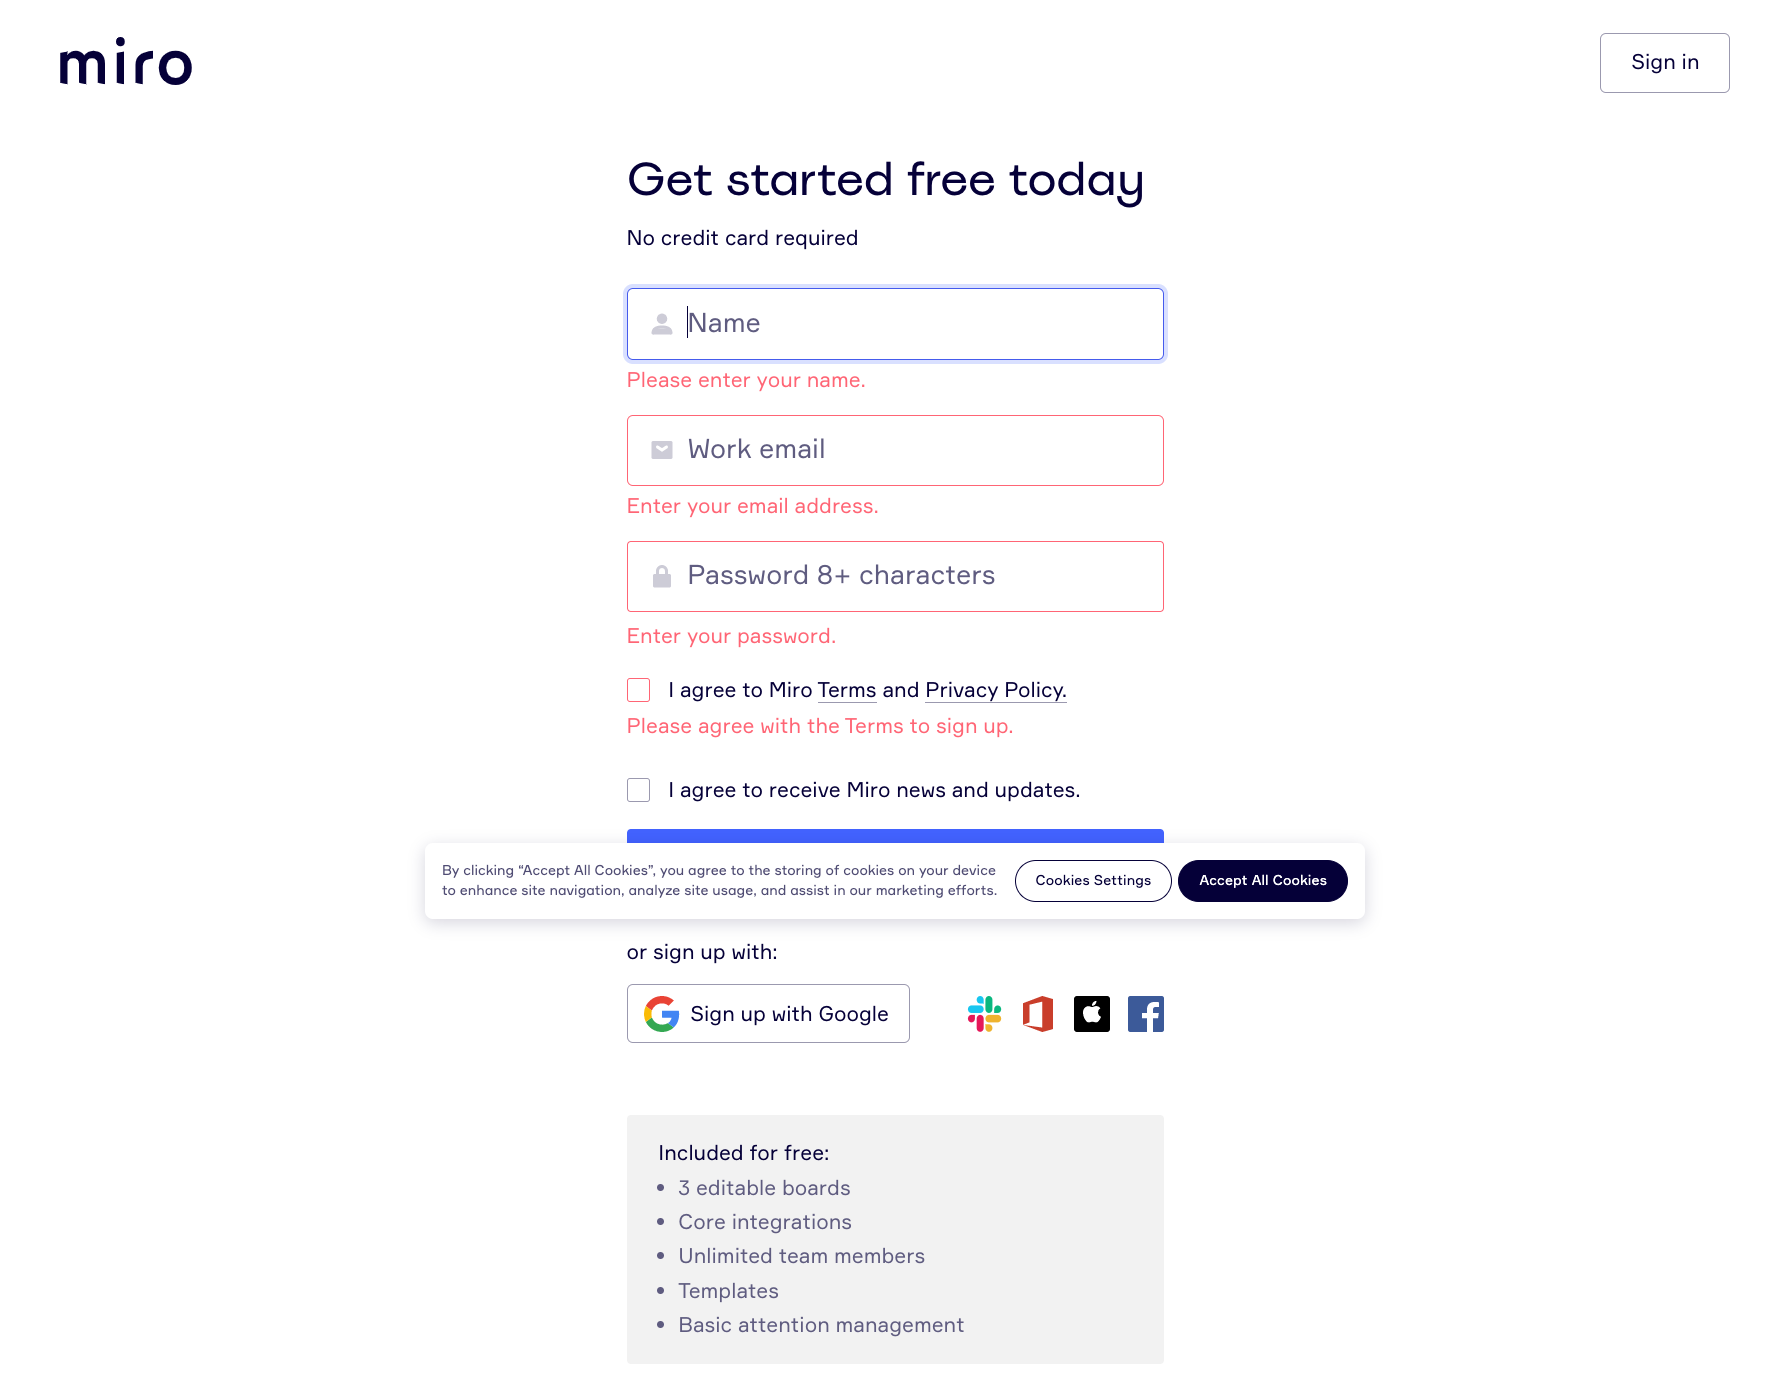 miro
Sign in
Get started free today
No credit card required
Name
Please enter your name.
Work email
Enter your email address.
Password 8+ characters
Enter your password.
I agree to Miro Terms and Privacy Policy.
Please agree with the Terms to sign up.
I agree to receive Miro news and updates.
By clicking “Accept All Cookies”, you agree to the storing of cookies on your device
to enhance site navigation, analyze site usage, and assist in our marketing efforts.
Cookies Settings
Accept All Cookies
or sign up with:
Sign up with Google
Included for free:
• 3 editable boards
• Core integrations
• Unlimited team members
• Templates
• Basic attention management